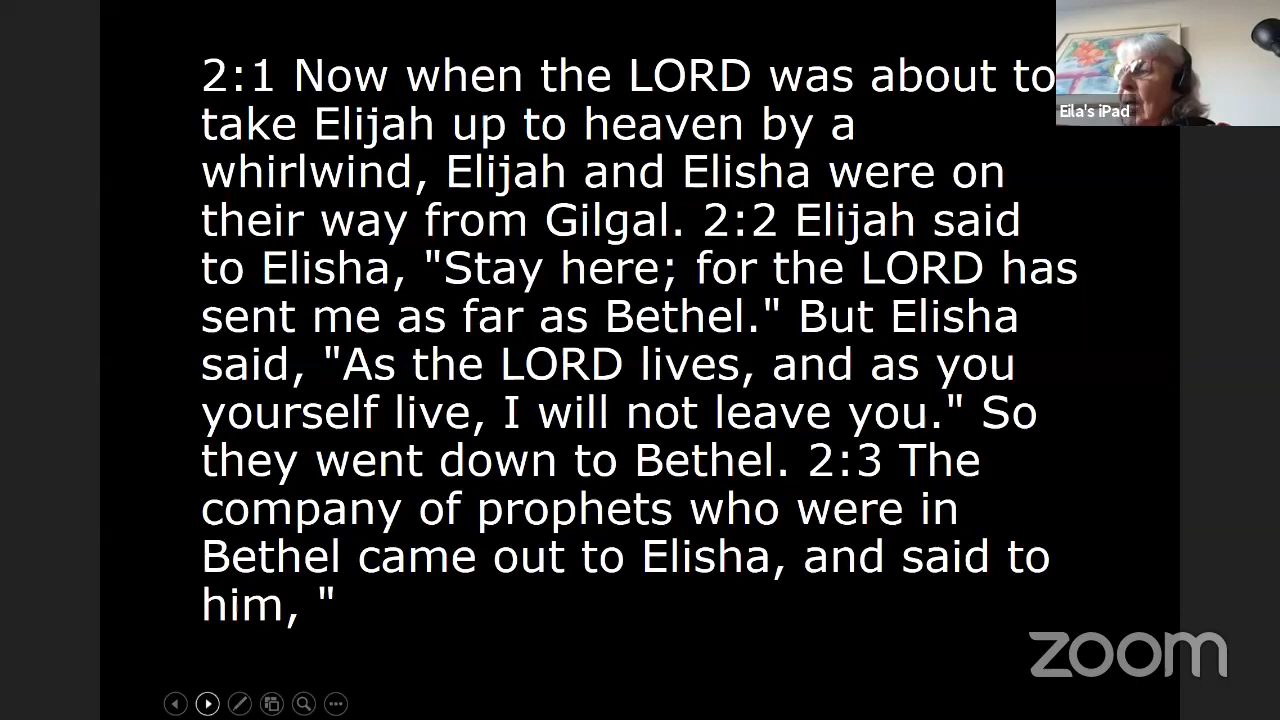 2:1 Now when the LORD was about to
take Elijah up to heaven by a
whirlwind, Elijah and Elisha were on
their way from Gilgal. 2:2 Elijah said
to Elisha, "Stay here; for the LORD has
sent me as far as Bethel." But Elisha
said, "As the LORD lives, and as you
yourself live, I will not leave you." So
they went down to Bethel. 2:3 The
company of prophets who were in
Bethel came out to Elisha, and said to
him, "
Eila's iPad
zoom